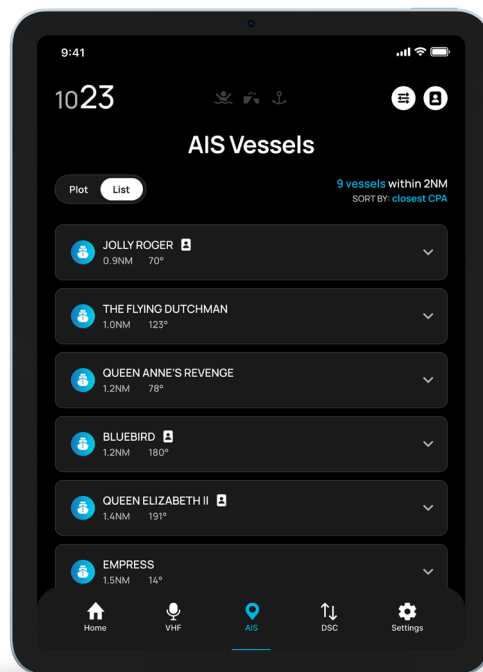 9:41
1023
AIS Vessels
Plot List
9 vessels within 2NM
SORT BY: closest CPA
JOLLY ROGER
0.9NM 70°
THE FLYING DUTCHMAN
1.0NM 123°
QUEEN ANNE'S REVENGE
1.2NM 78°
BLUEBIRD
1.2NM 180°
QUEEN ELIZABETH II
1.4NM 191°
EMPRESS
1.5NM 14°
Home VHF AIS DSC Settings